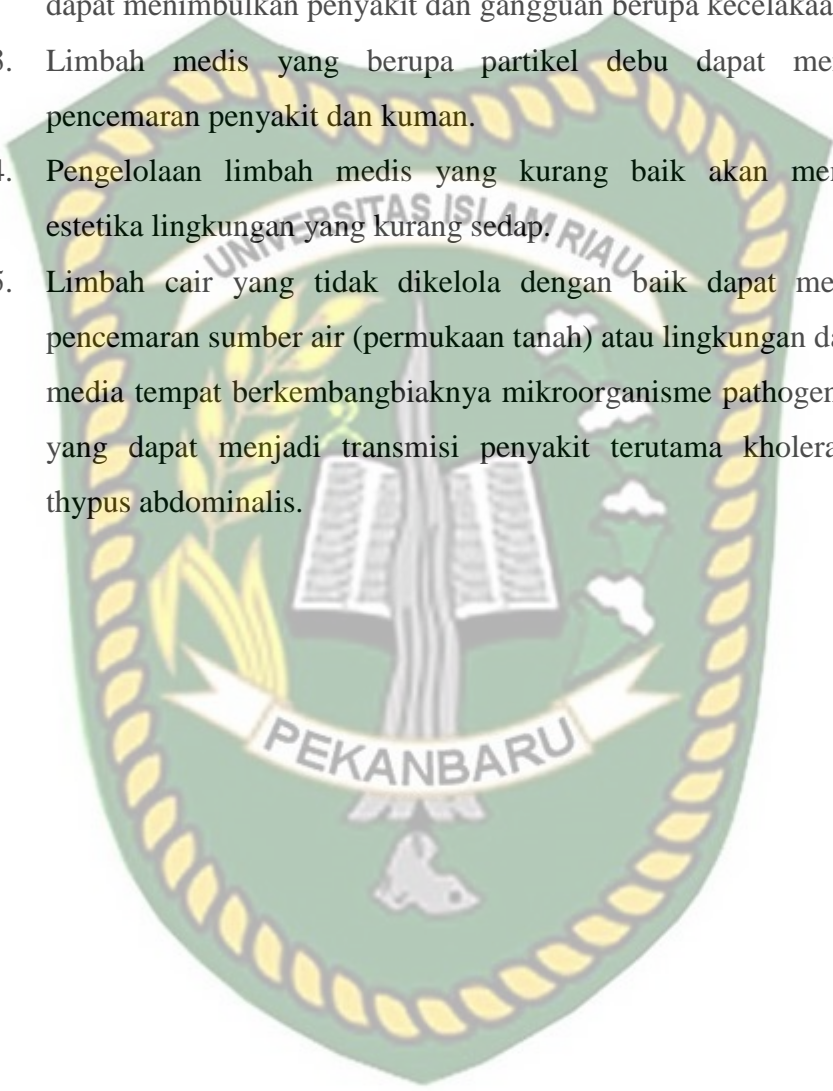 dapat menimbulkan penyakit dan gangguan berupa kecelakaa
3. Limbah medis yang berupa partikel debu dapat me
pencemaran penyakit dan kuman.
4. Pengelolaan limbah medis yang kurang baik akan me
estetika lingkungan yang kurang sedap.
UNIVERSITAS ISLAM RIAU
5. Limbah cair yang tidak dikelola dengan baik dapat me
pencemaran sumber air (permukaan tanah) atau lingkungan da
media tempat berkembangbiaknya mikroorganisme pathogen
yang dapat menjadi transmisi penyakit terutama kholera
thypus abdominalis.
PEKANBARU